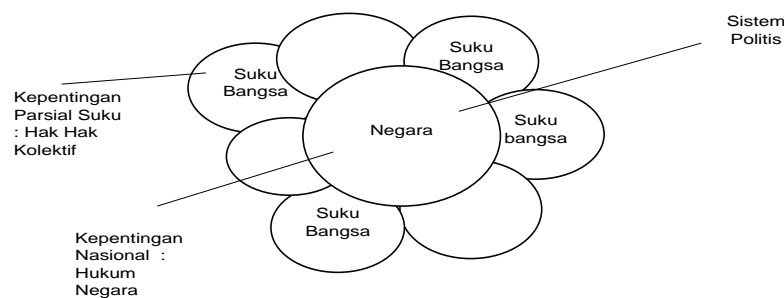 Sistem
Politis
Suku
Bangsa
Suku
Bangsa
Kepentingan
Parsial Suku
: Hak Hak
Kolektif
Negara
Suku
bangsa
Suku
Bangsa
Kepentingan
Nasional :
Hukum
Negara